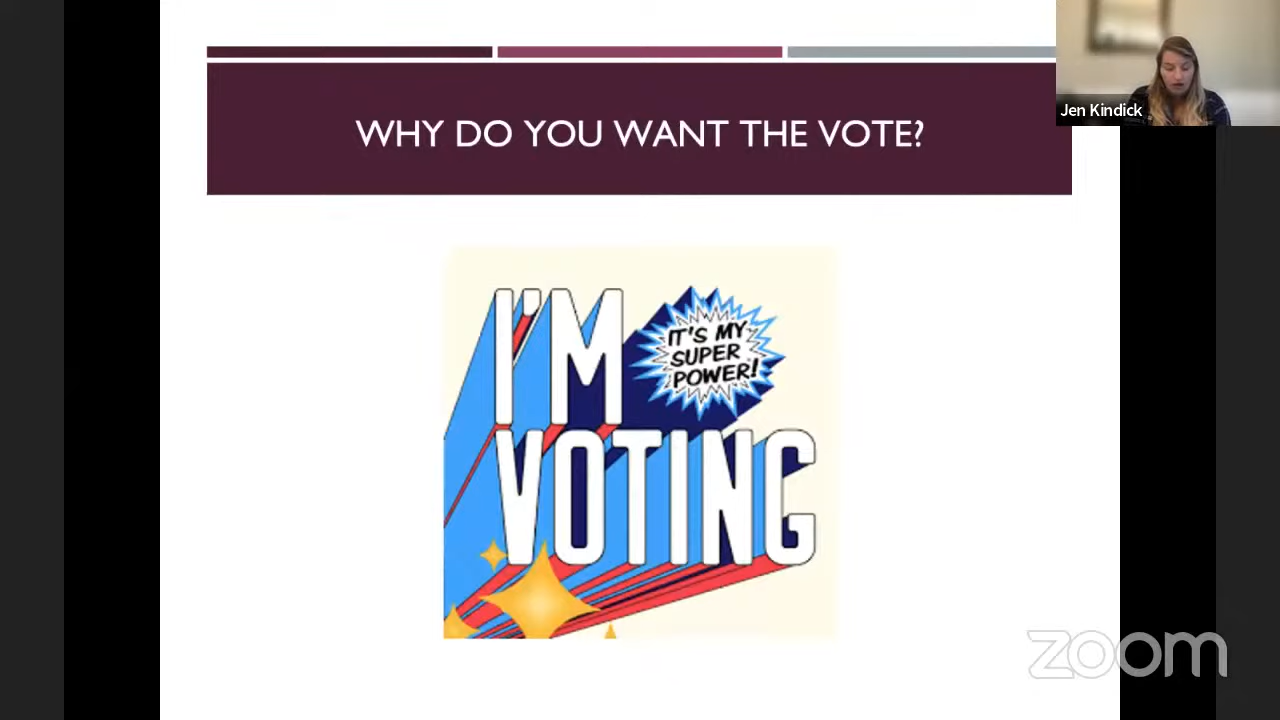 WHY DO YOU WANT THE VOTE?
Jen Kindick
I'M
IT'S MY
SUPER
POWER!
VOTING
zoom